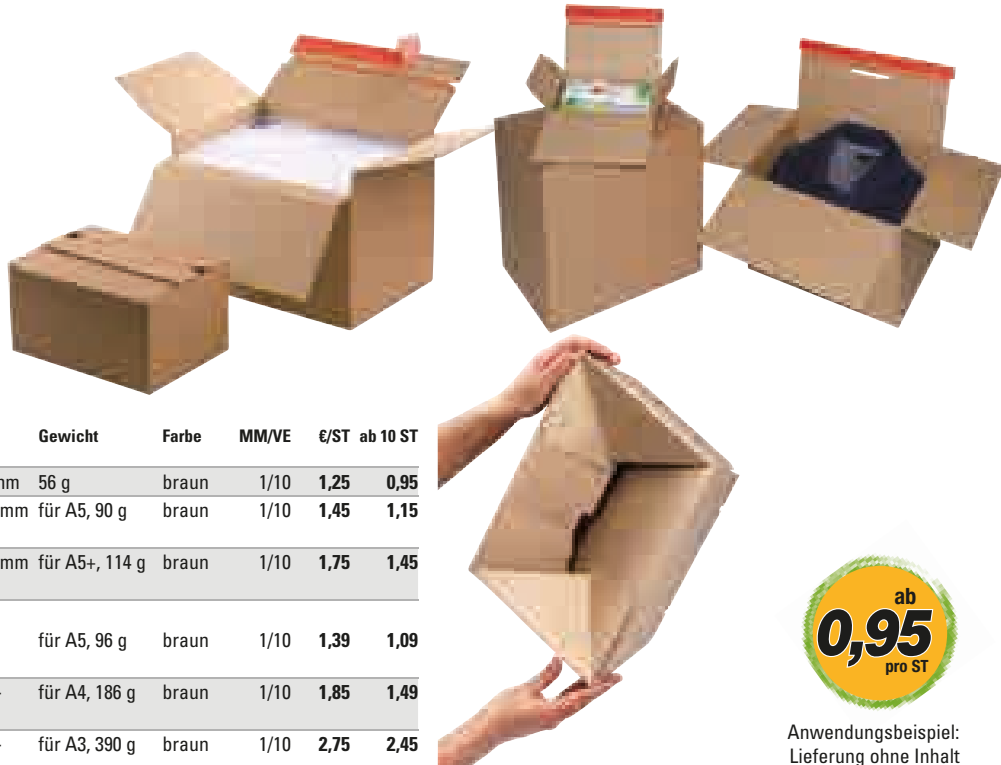 Gewicht Farbe MM/VE €/ST ab 10 ST
mm 56 g braun 1/10 1,25 0,95
mm für A5, 90 g braun 1/10 1,45 1,15
mm für A5+, 114 g braun 1/10 1,75 1,45
für A5, 96 g braun 1/10 1,39 1,09
für A4, 186 g braun 1/10 1,85 1,49
für A3, 390 g braun 1/10 2,75 2,45
ab
0,95
pro ST
Anwendungsbeispiel:
Lieferung ohne Inhalt